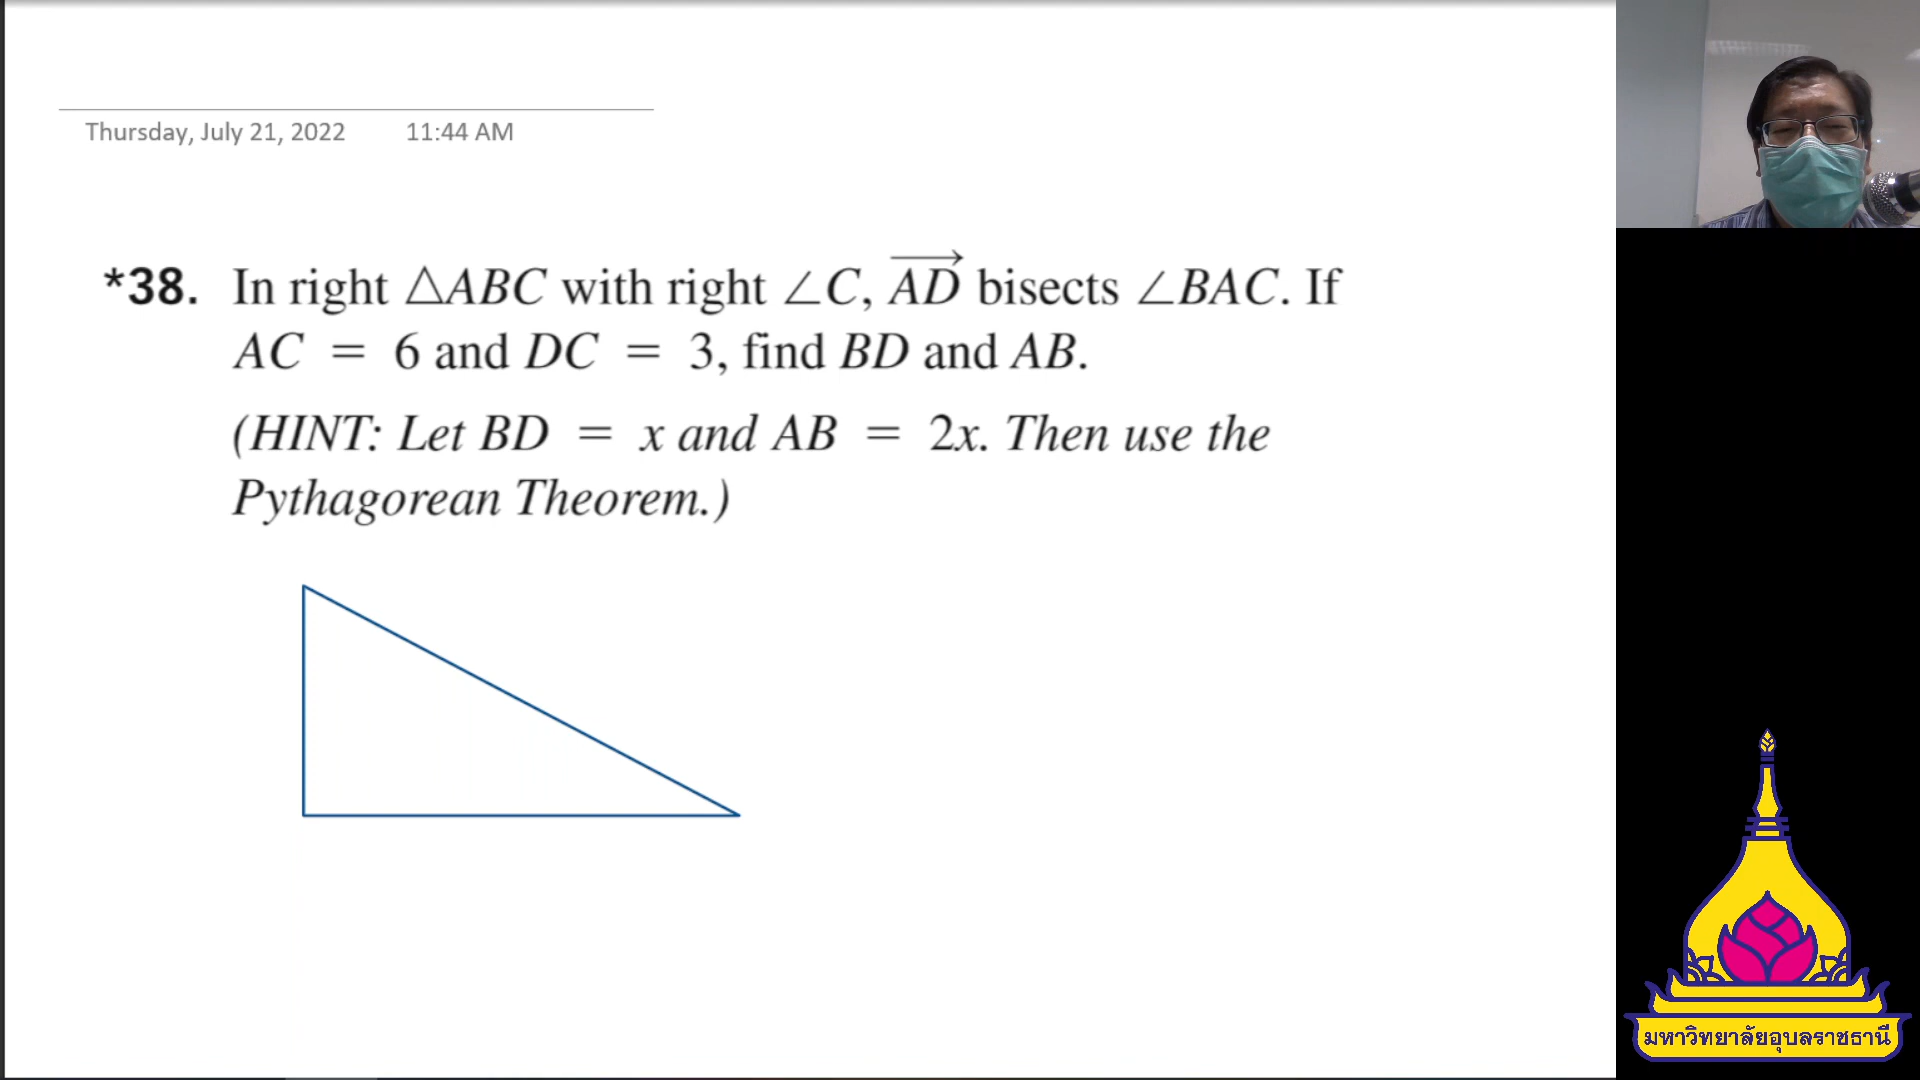 Thursday, July 21, 2022 11:44 AM
*38. In right △ABC with right ∠C, $\overrightarrow{AD}$ bisects ∠BAC. If
AC = 6 and DC = 3, find BD and AB.
(HINT: Let BD = x and AB = 2x. Then use the
Pythagorean Theorem.)
มหาวิทยาลัยอุบลราชธานี